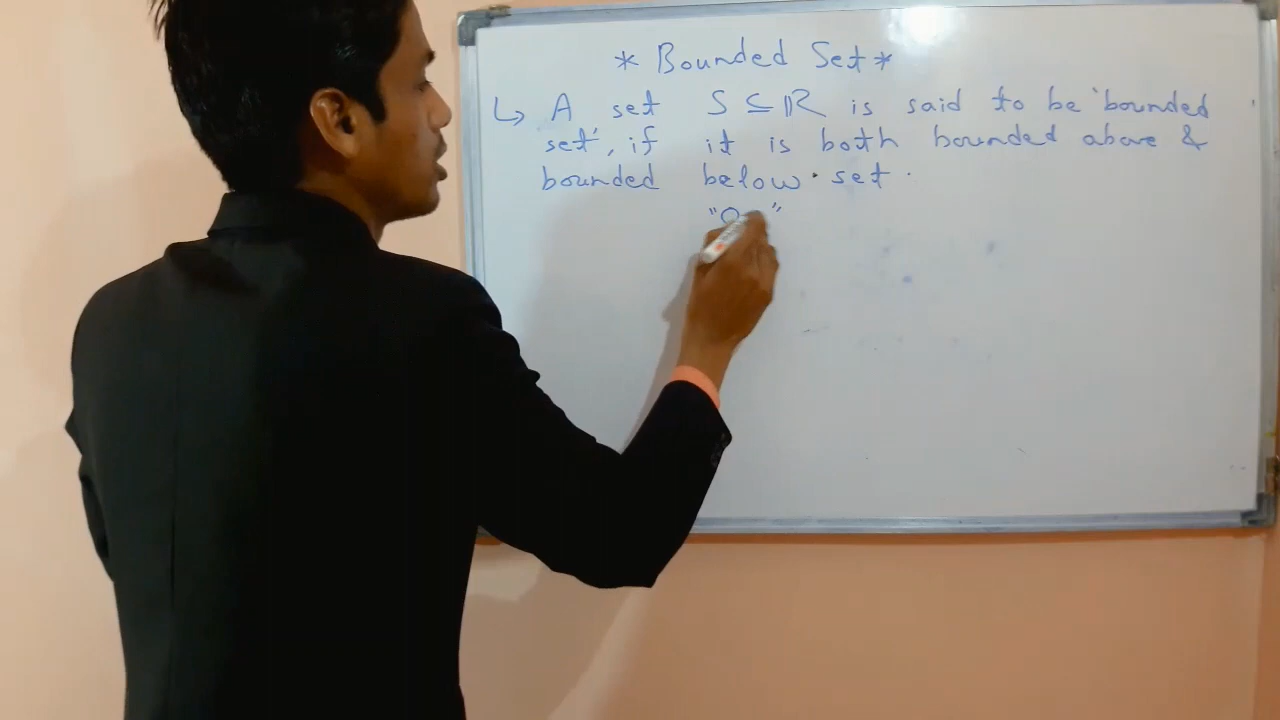 * Bounded Set *
↳ A set S ⊆ ℝ is said to be 'bounded
set', if it is both bounded above &
bounded below set.